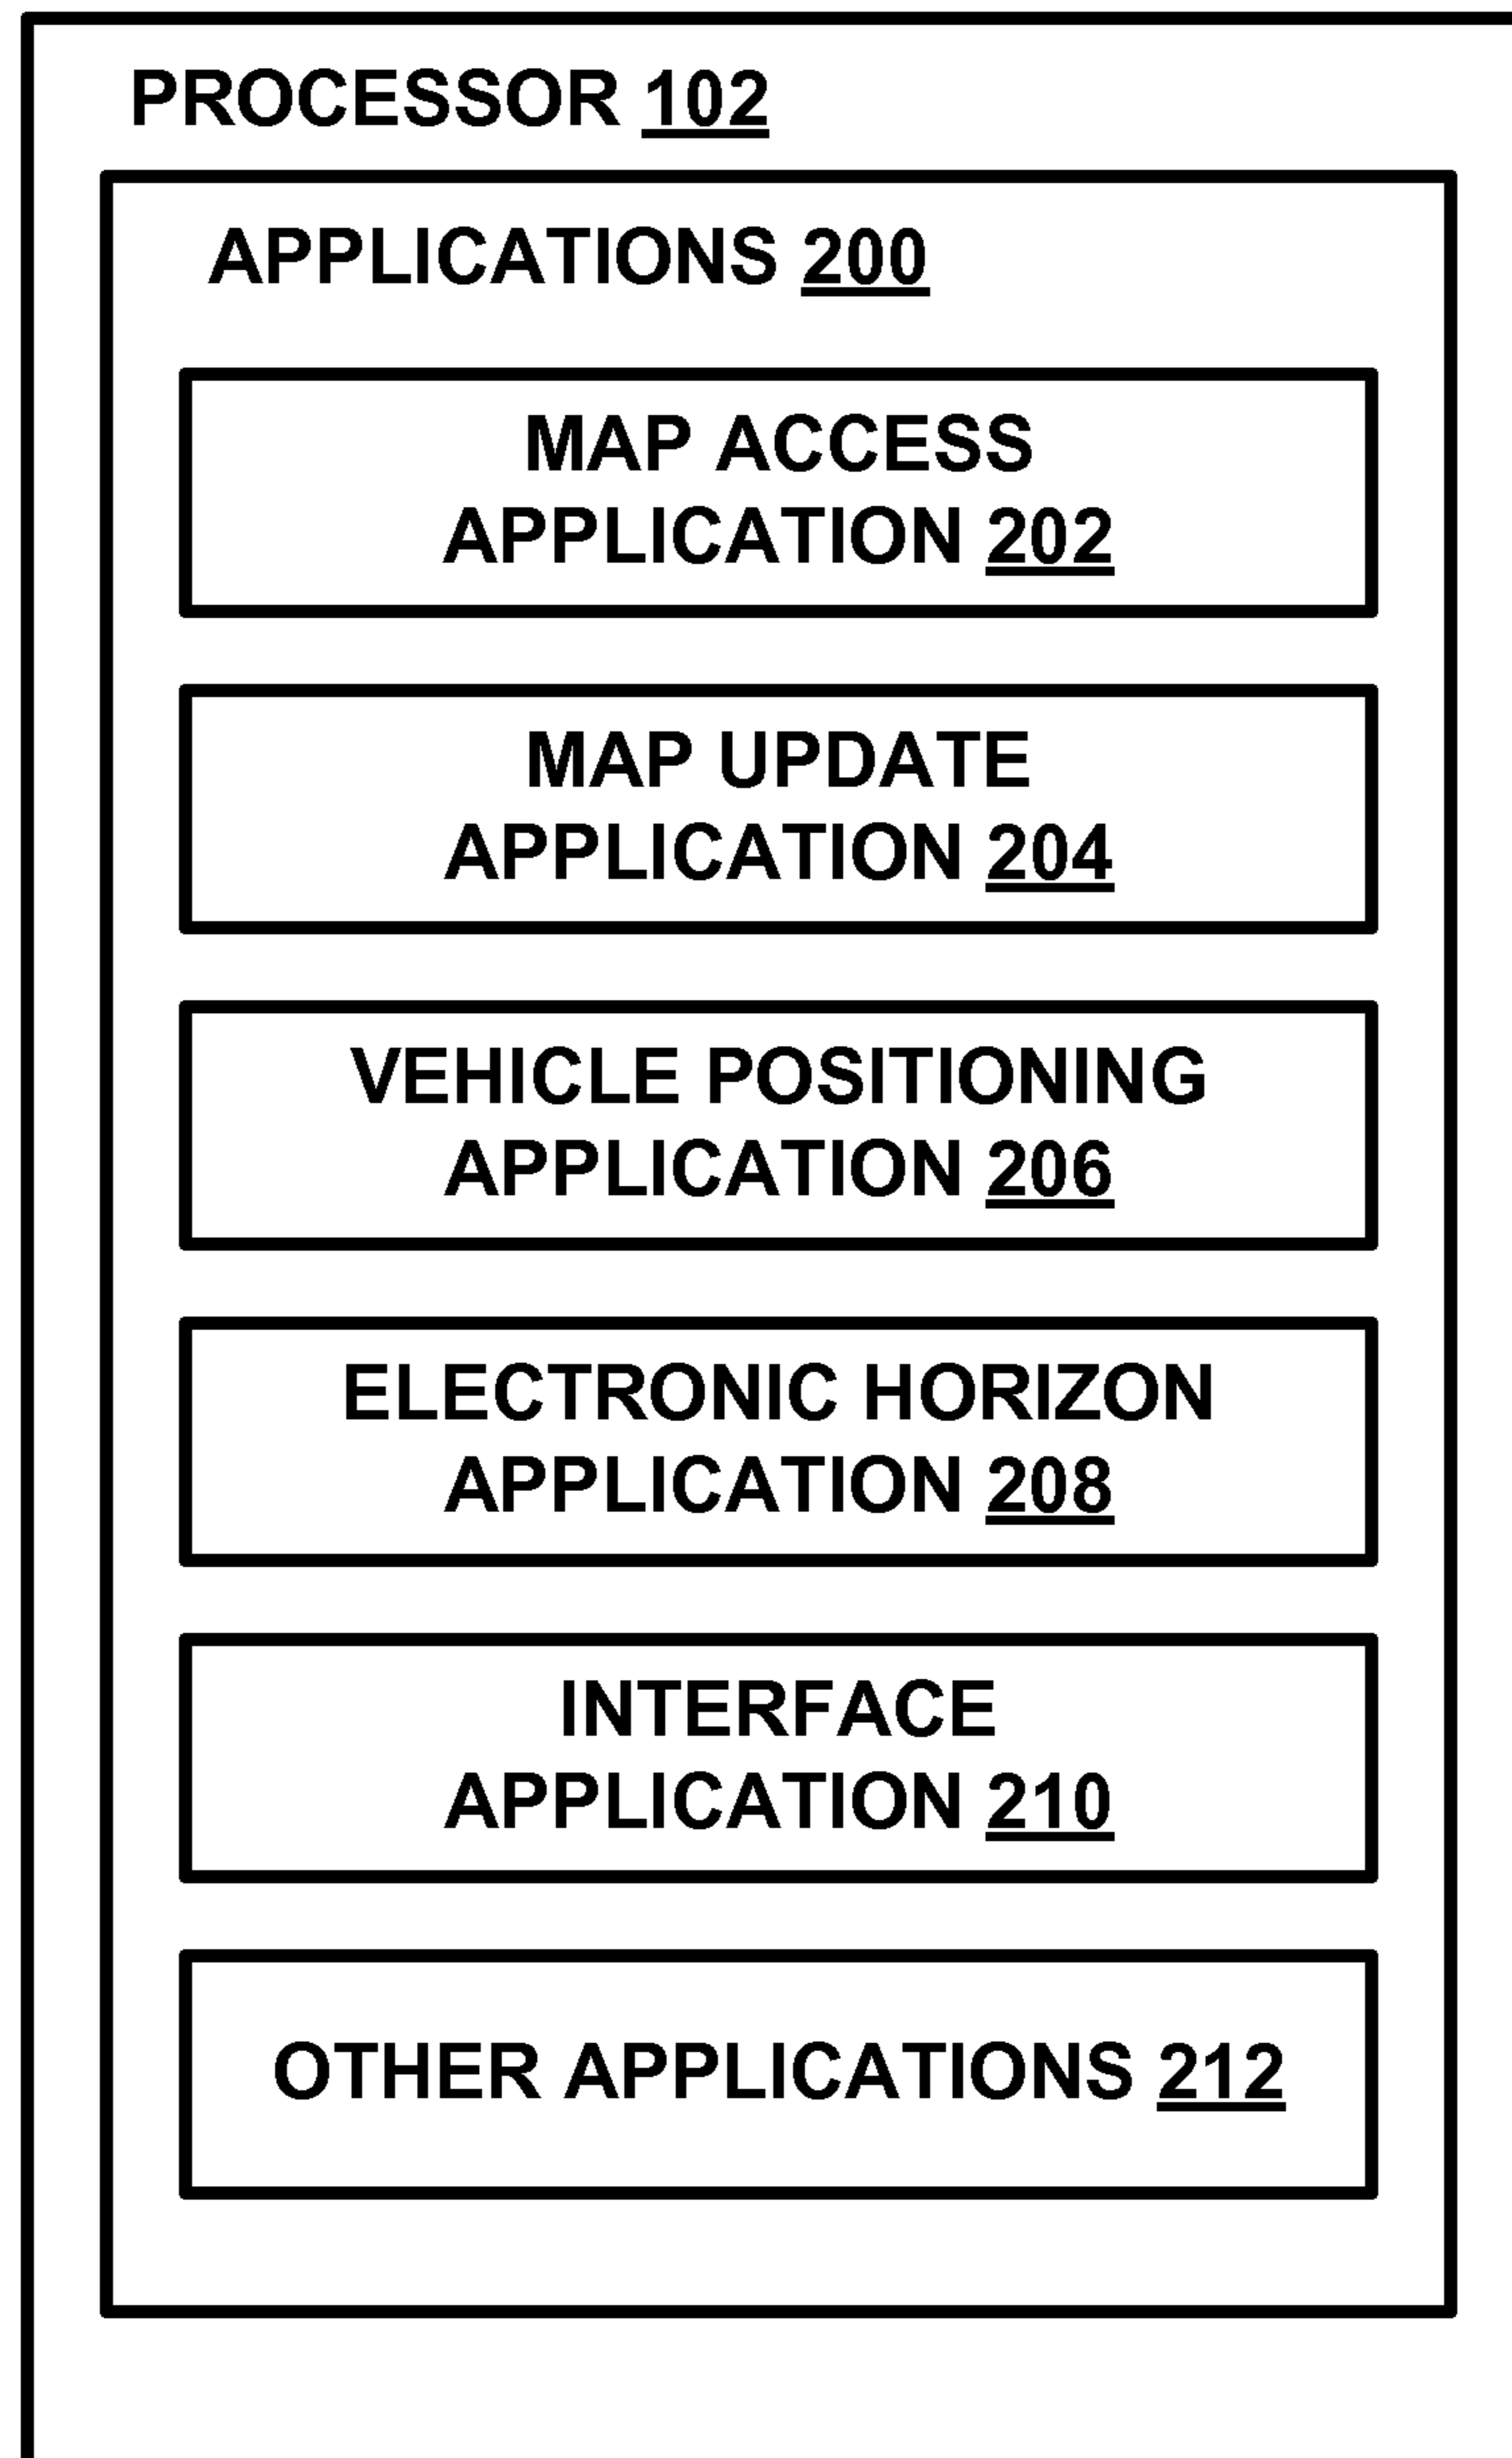 PROCESSOR 102
APPLICATIONS 200
MAP ACCESS
APPLICATION 202
MAP UPDATE
APPLICATION 204
VEHICLE POSITIONING
APPLICATION 206
ELECTRONIC HORIZON
APPLICATION 208
INTERFACE
APPLICATION 210
OTHER APPLICATIONS 212